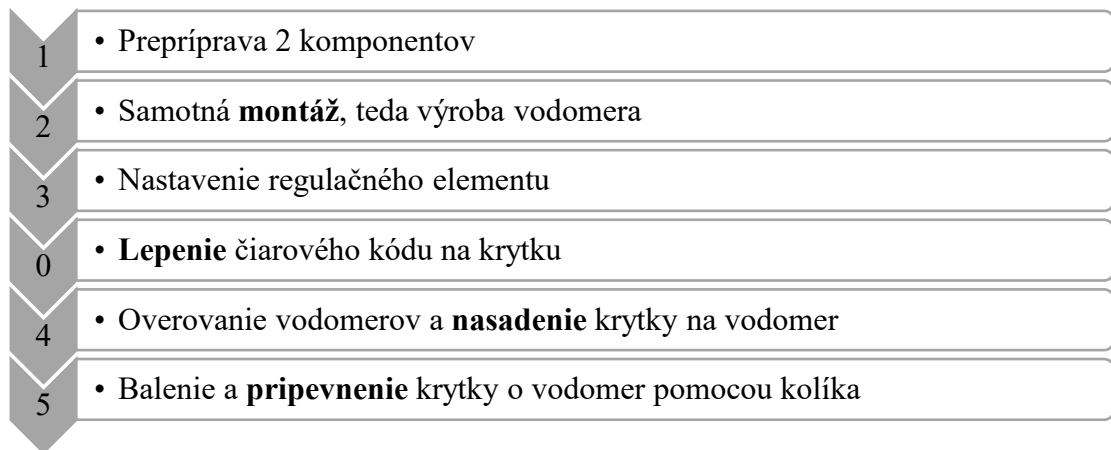 1 • Prepríprava 2 komponentov
2 • Samotná montáž, teda výroba vodomera
3 • Nastavenie regulačného elementu
0 • Lepenie čiarového kódu na krytku
4 • Overovanie vodomerov a nasadenie krytky na vodomer
5 • Balenie a pripevnenie krytky o vodomer pomocou kolíka